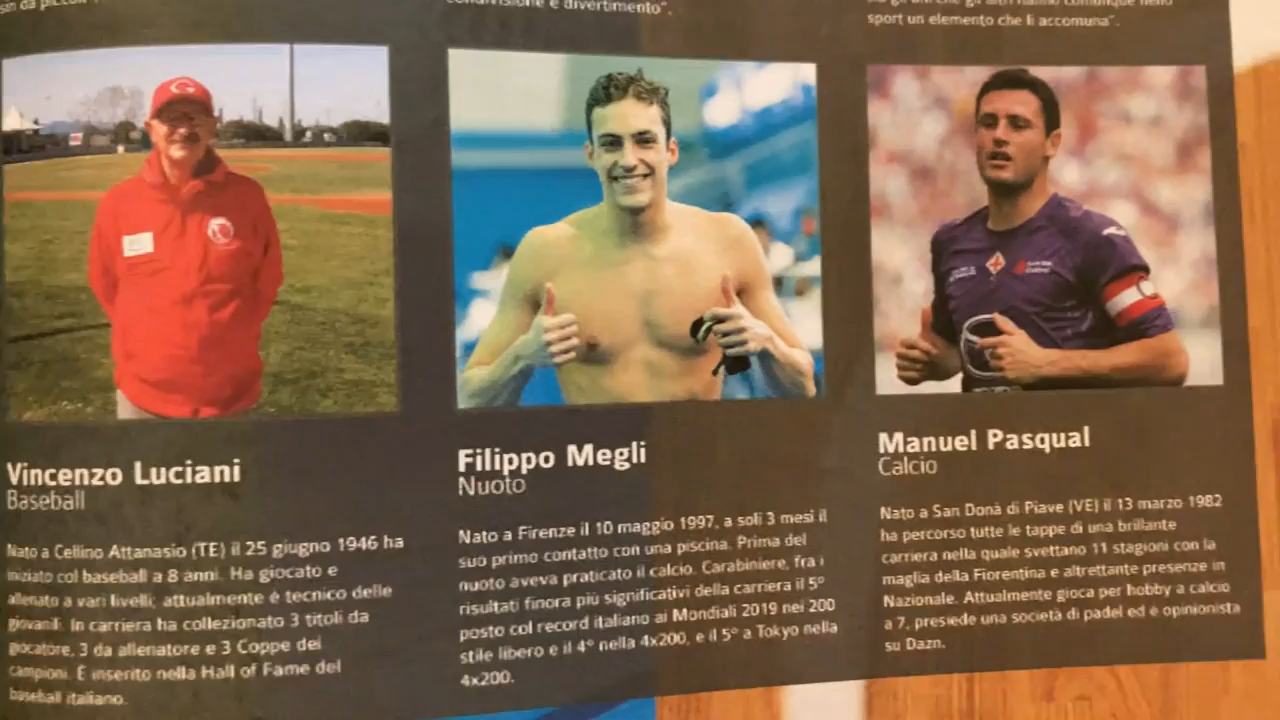 condivisione e divertimento".
sport un elemento che li accomuna".
Vincenzo Luciani
Baseball
Nato a Cellino Attanasio (TE) il 25 giugno 1946 ha
iniziato col baseball a 8 anni. Ha giocato e
allenato a vari livelli, attualmente è tecnico delle
giovanili. In carriera ha collezionato 3 titoli da
giocatore, 3 da allenatore e 3 Coppe dei
campioni. È inserito nella Hall of Fame del
baseball italiano.
Filippo Megli
Nuoto
Nato a Firenze il 10 maggio 1997, a soli 3 mesi il
suo primo contatto con una piscina. Prima del
nuoto aveva praticato il calcio. Carabiniere, fra i
risultati finora più significativi della carriera il 5°
posto col record italiano ai Mondiali 2019 nei 200
stile libero e il 4° nella 4x200, e il 5° a Tokyo nella
4x200.
Manuel Pasqual
Calcio
Nato a San Donà di Piave (VE) il 13 marzo 1982
ha percorso tutte le tappe di una brillante
carriera nella quale svettano 11 stagioni con la
maglia della Fiorentina e altrettante presenze in
Nazionale. Attualmente gioca per hobby a calcio
a 7, presiede una società di padel ed è opinionista
su Dazn.